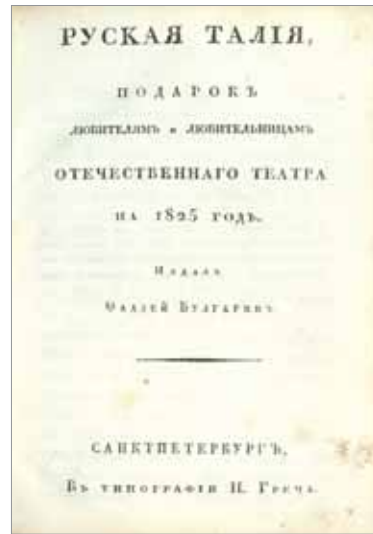 РУСКАЯ ТАЛІЯ,
ПОДАРОКЪ
ЛЮБИТЕЛЯМЪ и ЛЮБИТЕЛЬНИЦАМЪ
ОТЕЧЕСТВЕННАГО ТЕАТРА
НА 1825 ГОДЪ.
Издалъ
Ѳаддей Булгаринъ
САНКТПЕТЕРБУРГЪ,
Въ типографіи Н. Греча.